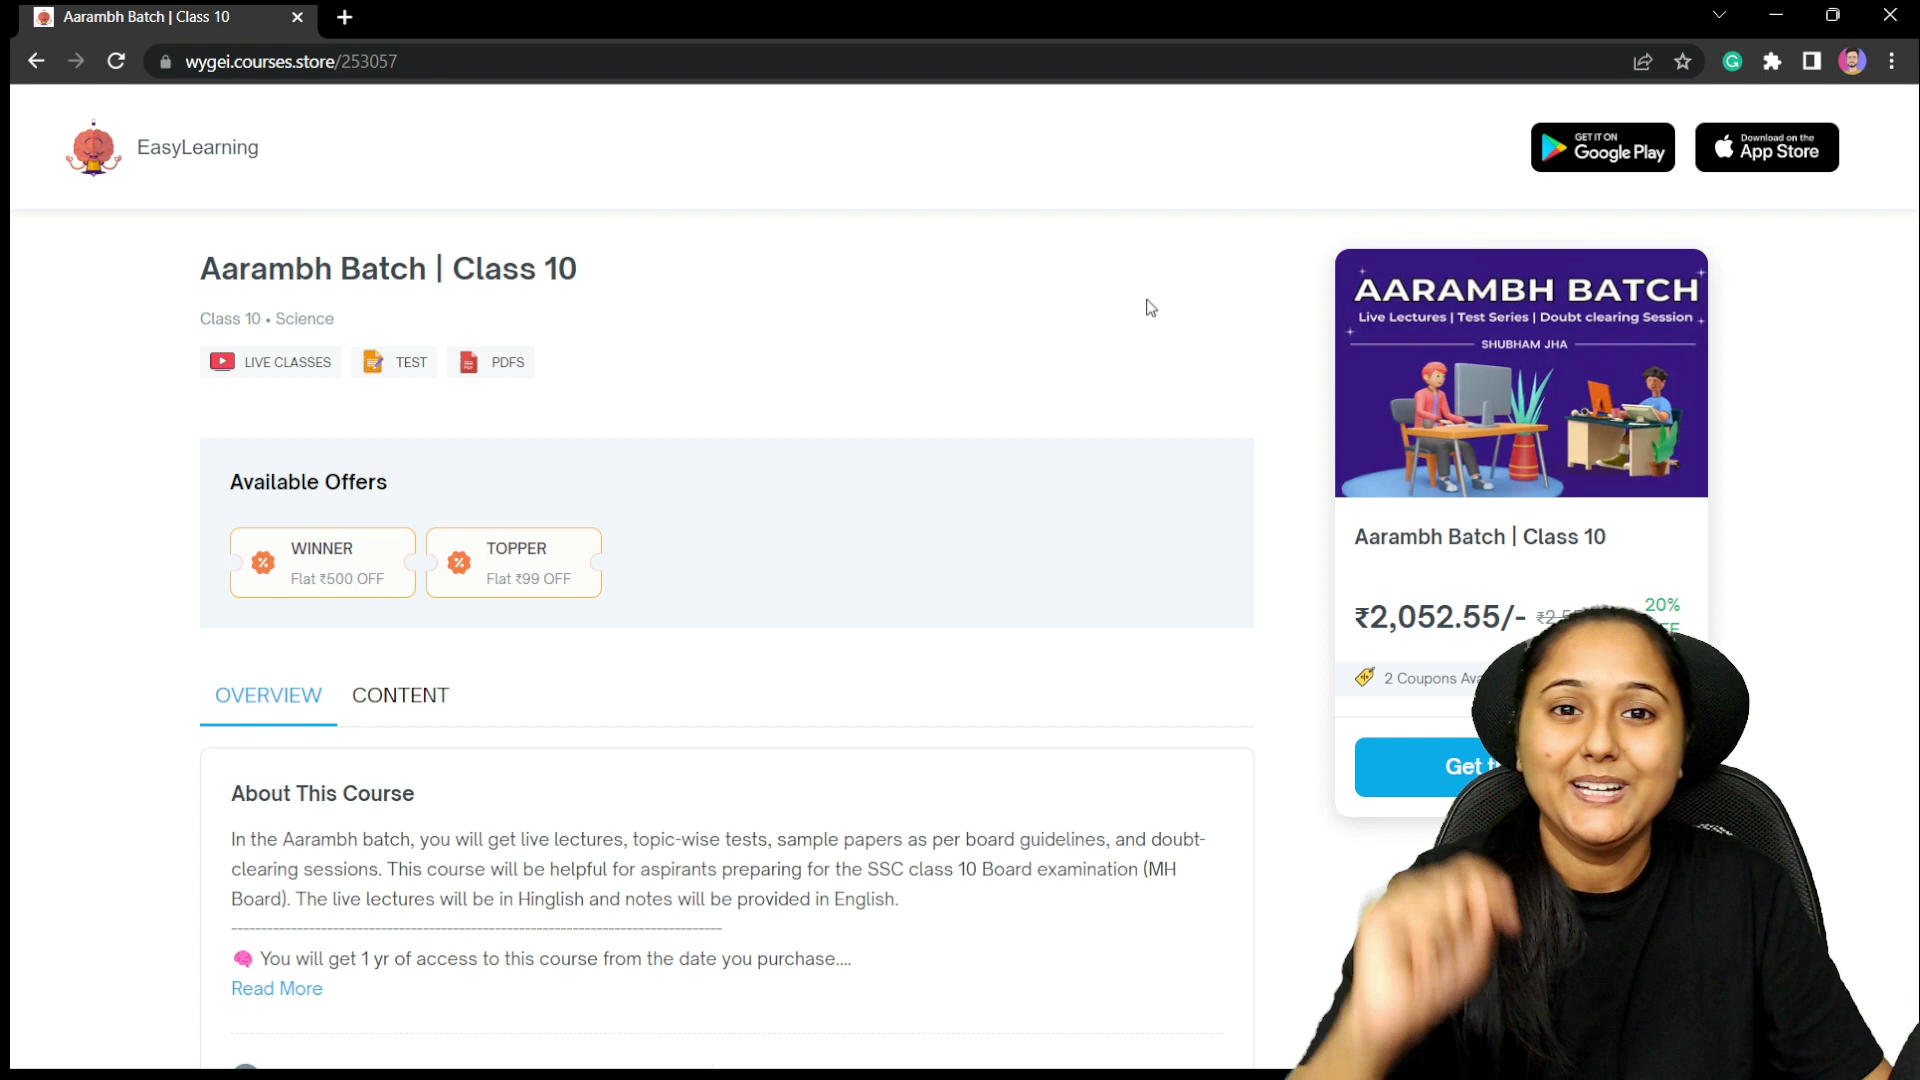 Aarambh Batch | Class 10
wygei.courses.store/253057
EasyLearning
GET IT ON
Google Play
Download on the
App Store
Aarambh Batch | Class 10
Class 10 • Science
LIVE CLASSES
TEST
PDFS
Available Offers
WINNER
Flat ₹500 OFF
TOPPER
Flat ₹99 OFF
OVERVIEW
CONTENT
About This Course
In the Aarambh batch, you will get live lectures, topic-wise tests, sample papers as per board guidelines, and doubt-
clearing sessions. This course will be helpful for aspirants preparing for the SSC class 10 Board examination (MH
Board). The live lectures will be in Hinglish and notes will be provided in English.
You will get 1 yr of access to this course from the date you purchase....
Read More
AARAMBH BATCH
Live Lectures | Test Series | Doubt clearing Session
SHUBHAM JHA
Aarambh Batch | Class 10
₹2,052.55/-
20%
2 Coupons
Get